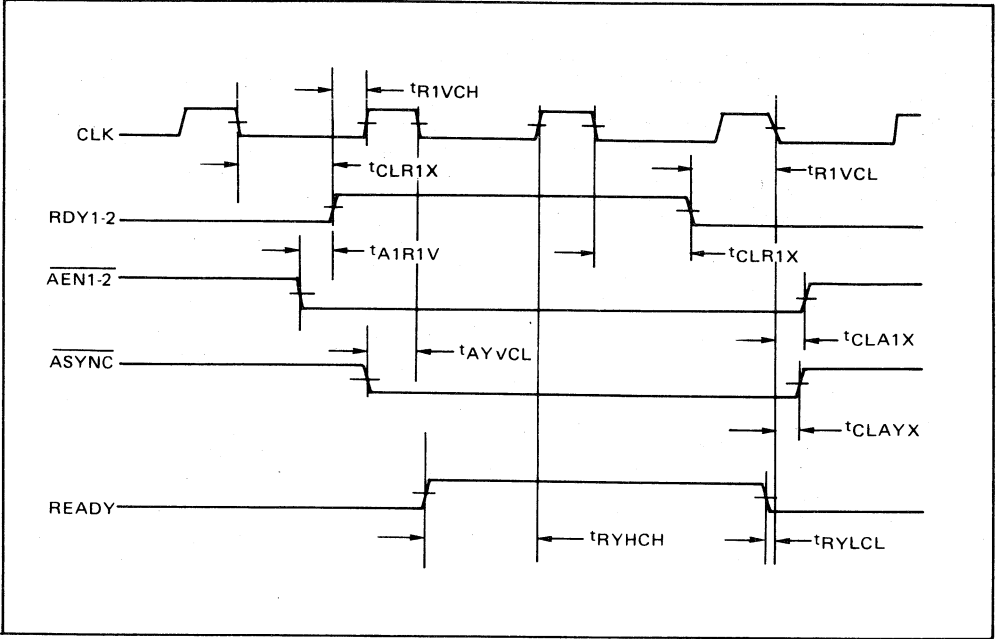 tR1VCH
CLK
tCLR1X
tR1VCL
RDY1-2
tA1R1V
tCLR1X
AEN1-2
tCLA1X
tAYVCL
ASYNC
tCLAYX
READY
tRYHCH
tRYLCL